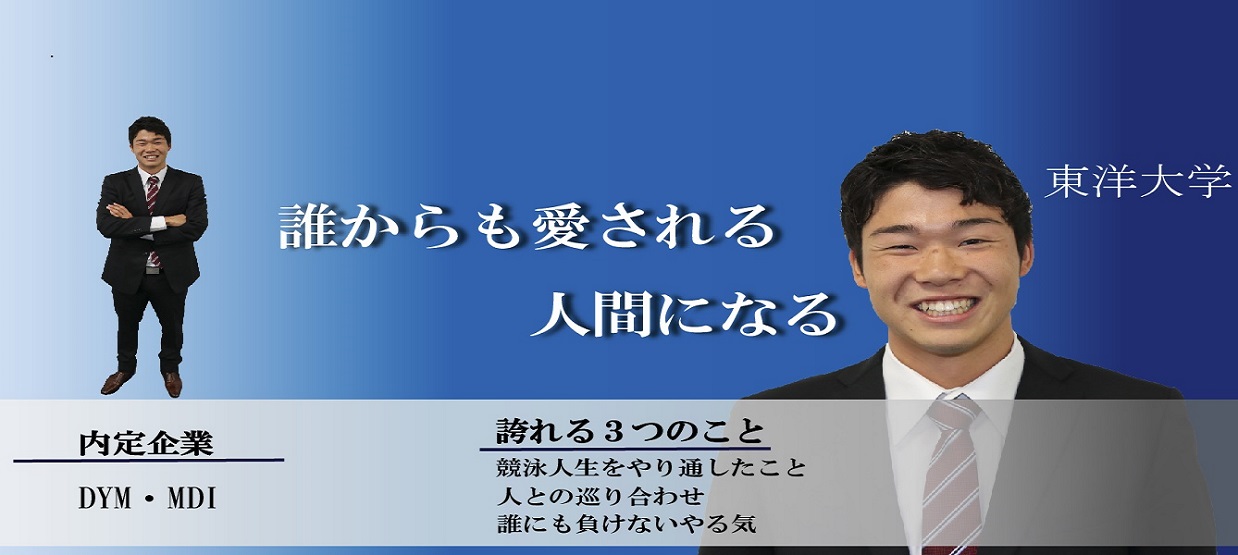 東洋大学
誰からも愛される
人間になる
内定企業
DYM・MDI
誇れる３つのこと
競泳人生をやり通したこと
人との巡り合わせ
誰にも負けないやる気